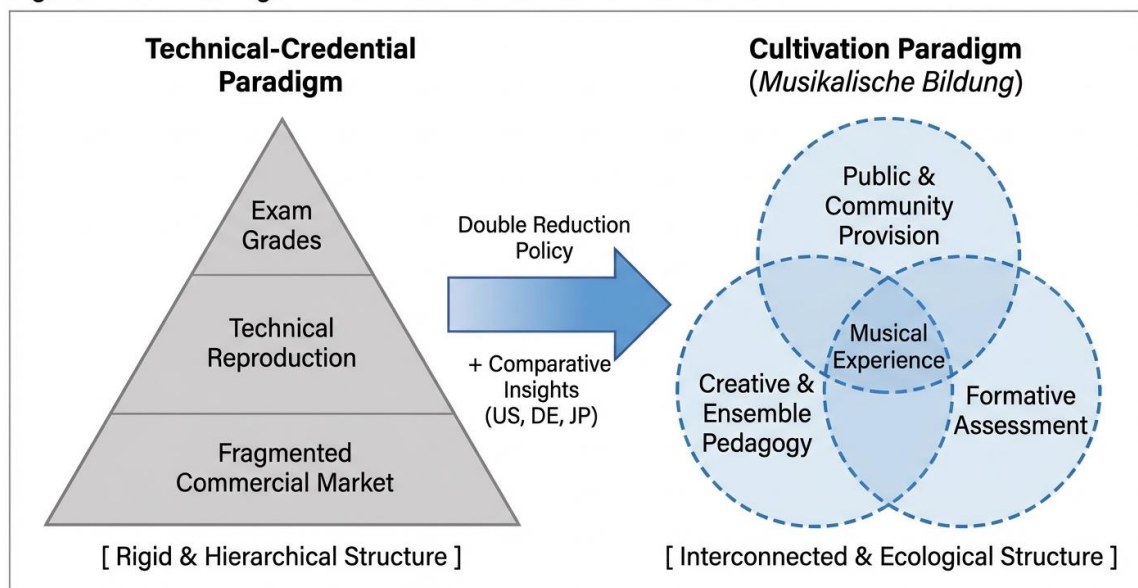 Technical-Credential
Paradigm
Exam
Grades
Technical
Reproduction
Fragmented
Commercial Market
[ Rigid & Hierarchical Structure ]
Double Reduction
Policy
+ Comparative
Insights
(US, DE, JP)
Cultivation Paradigm
(Musikalische Bildung)
Public &
Community
Provision
Musical
Experience
Creative &
Ensemble
Pedagogy
Formative
Assessment
[ Interconnected & Ecological Structure ]